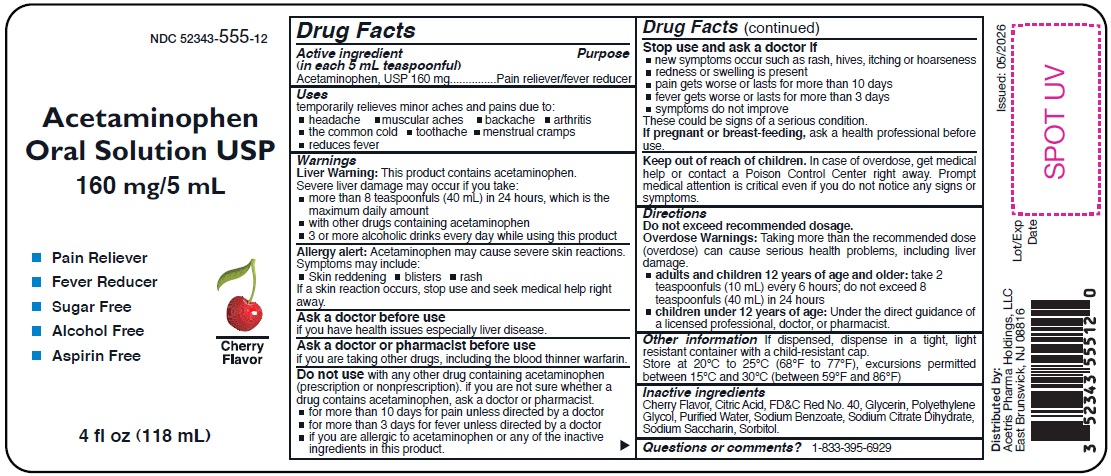 NDC 52343-555-12
Acetaminophen
Oral Solution USP
160 mg/5 mL
■ Pain Reliever
■ Fever Reducer
■ Sugar Free
■ Alcohol Free
■ Aspirin Free
Cherry
Flavor
4 fl oz (118 mL)
Drug Facts
Active ingredient Purpose
(in each 5 mL teaspoonful)
Acetaminophen, USP 160 mg...............Pain reliever/fever reducer
Uses
temporarily relieves minor aches and pains due to:
■ headache ■ muscular aches ■ backache ■ arthritis
■ the common cold ■ toothache ■ menstrual cramps
■ reduces fever
Warnings
Liver Warning: This product contains acetaminophen.
Severe liver damage may occur if you take:
■ more than 8 teaspoonfuls (40 mL) in 24 hours, which is the
maximum daily amount
■ with other drugs containing acetaminophen
■ 3 or more alcoholic drinks every day while using this product
Allergy alert: Acetaminophen may cause severe skin reactions.
Symptoms may include:
■ Skin reddening ■ blisters ■ rash
If a skin reaction occurs, stop use and seek medical help right
away.
Ask a doctor before use
if you have health issues especially liver disease.
Ask a doctor or pharmacist before use
if you are taking other drugs, including the blood thinner warfarin.
Do not use with any other drug containing acetaminophen
(prescription or nonprescription). if you are not sure whether a
drug contains acetaminophen, ask a doctor or pharmacist.
■ for more than 10 days for pain unless directed by a doctor
■ for more than 3 days for fever unless directed by a doctor
■ if you are allergic to acetaminophen or any of the inactive
ingredients in this product.
Drug Facts (continued)
Stop use and ask a doctor If
■ new symptoms occur such as rash, hives, itching or hoarseness
■ redness or swelling is present
■ pain gets worse or lasts for more than 10 days
■ fever gets worse or lasts for more than 3 days
■ symptoms do not improve
These could be signs of a serious condition.
If pregnant or breast-feeding, ask a health professional before
use.
Keep out of reach of children. In case of overdose, get medical
help or contact a Poison Control Center right away. Prompt
medical attention is critical even if you do not notice any signs or
symptoms.
Directions
Do not exceed recommended dosage.
Overdose Warnings: Taking more than the recommended dose
(overdose) can cause serious health problems, including liver
damage.
■ adults and children 12 years of age and older: take 2
teaspoonfuls (10 mL) every 6 hours; do not exceed 8
teaspoonfuls (40 mL) in 24 hours
■ children under 12 years of age: Under the direct guidance of
a licensed professional, doctor, or pharmacist.
Other information If dispensed, dispense in a tight, light
resistant container with a child-resistant cap.
Store at 20°C to 25°C (68°F to 77°F), excursions permitted
between 15°C and 30°C (between 59°F and 86°F)
Inactive ingredients
Cherry Flavor, Citric Acid, FD&C Red No. 40, Glycerin, Polyethylene
Glycol, Purified Water, Sodium Benzoate, Sodium Citrate Dihydrate,
Sodium Saccharin, Sorbitol.
Questions or comments? 1-833-395-6929
Issued: 05/2026
SPOT UV
Lot/Exp
Date
Distributed by:
Acetris Pharma Holdings, LLC
East Brunswick, NJ 08816
3 52343 55512 0